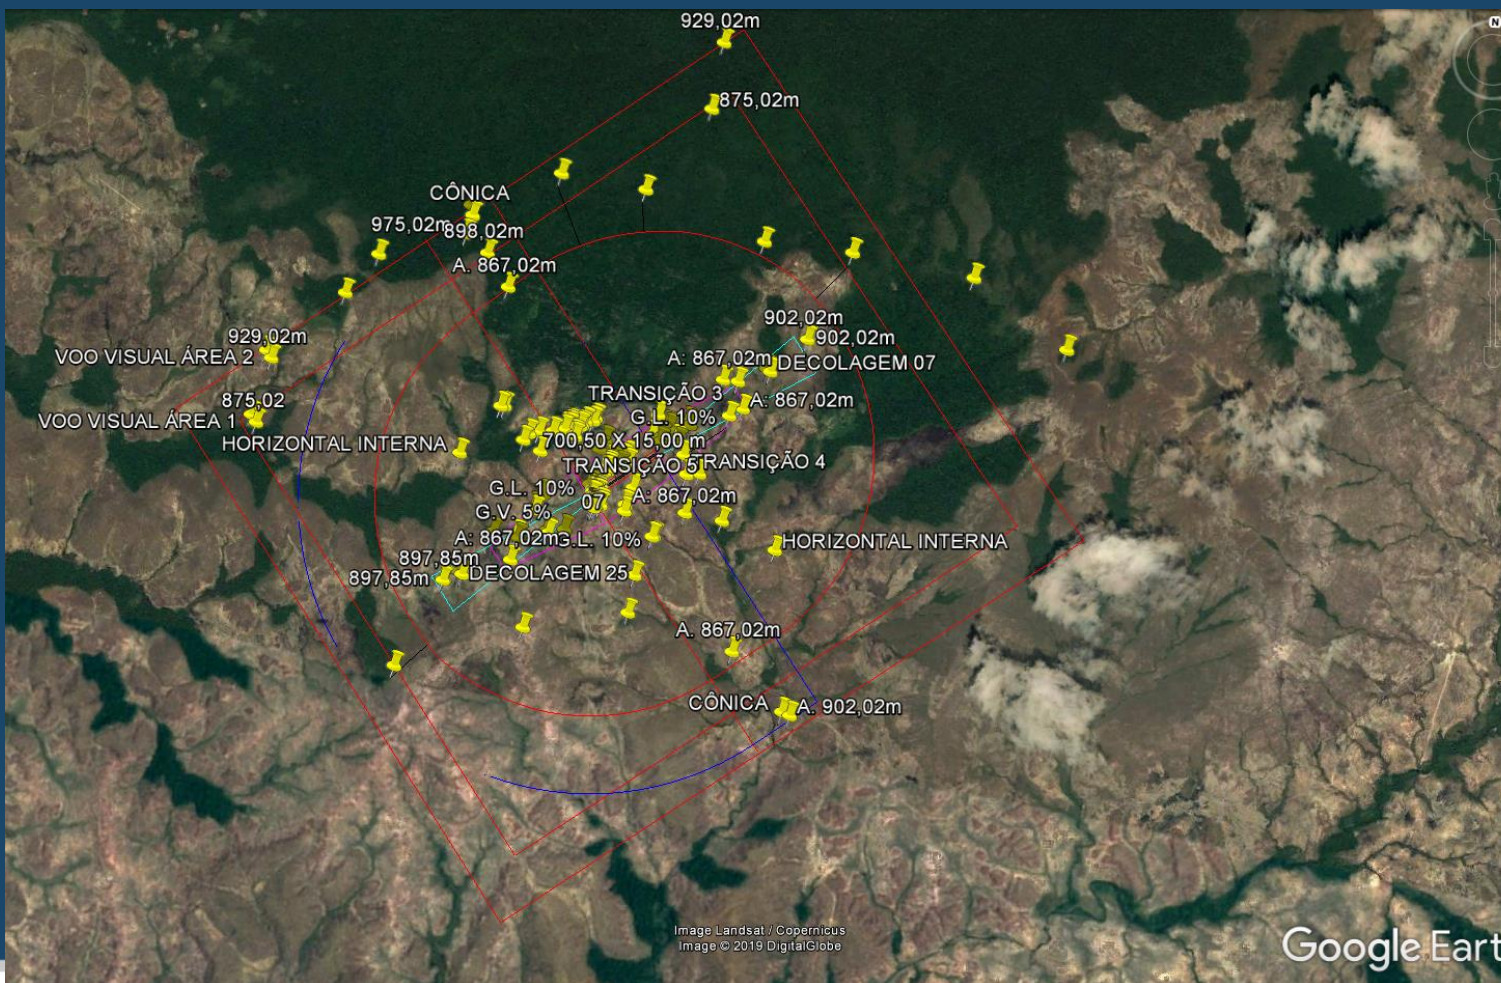 929,02m
N
875,02m
CÔNICA
975,02m
898,02m
A. 867,02m
902,02m
929,02m
902,02m
VOO VISUAL ÁREA 2
A: 867,02m
DECOLAGEM 07
TRANSIÇÃO 3
875,02
A: 867,02m
VOO VISUAL ÁREA 1
G.L. 10%
HORIZONTAL INTERNA
700,50 X 15,00 m
TRANSIÇÃO 5
TRANSIÇÃO 4
G.L. 10%
07
A: 867,02m
G.V. 5%
A: 867,02m
G.L. 10%
HORIZONTAL INTERNA
897,85m
897,85m
DECOLAGEM 25
A. 867,02m
CÔNICA
A. 902,02m
Image Landsat / Copernicus
Image © 2019 DigitalGlobe
Google Eart